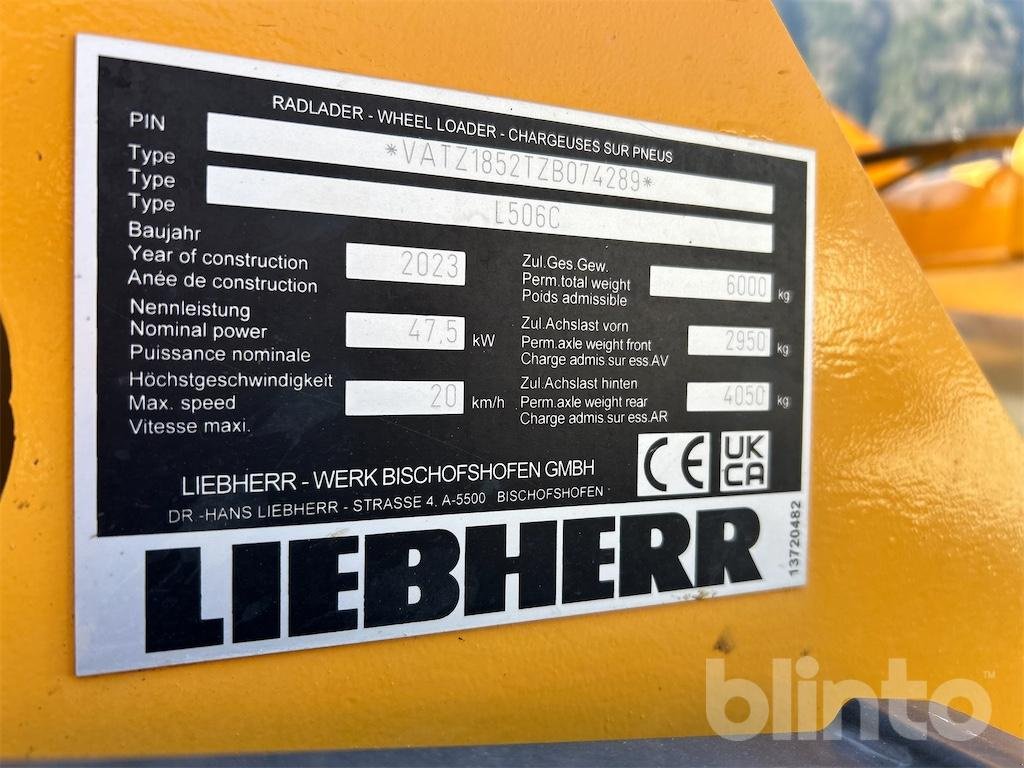 RADLADER - WHEEL LOADER - CHARGEUSES SUR PNEUS
PIN *VATZ1852TZB074289*
Type
Type L506C
Type
Baujahr
Year of construction 2023
Anée de construction
Nennleistung
Nominal power 47,5 kW
Puissance nominale
Höchstgeschwindigkeit
Max. speed 20 km/h
Vitesse maxi.
Zul.Ges.Gew.
Perm.total weight 6000 kg
Poids admissible
Zul.Achslast vorn
Perm.axle weight front 2950 kg
Charge admis.sur ess.AV
Zul.Achslast hinten
Perm.axle weight rear 4050 kg
Charge admis.sur ess.AR
CE UK
CA
LIEBHERR - WERK BISCHOFSHOFEN GMBH
DR.-HANS LIEBHERR - STRASSE 4, A-5500 BISCHOFSHOFEN
LIEBHERR
13720482
blinto™